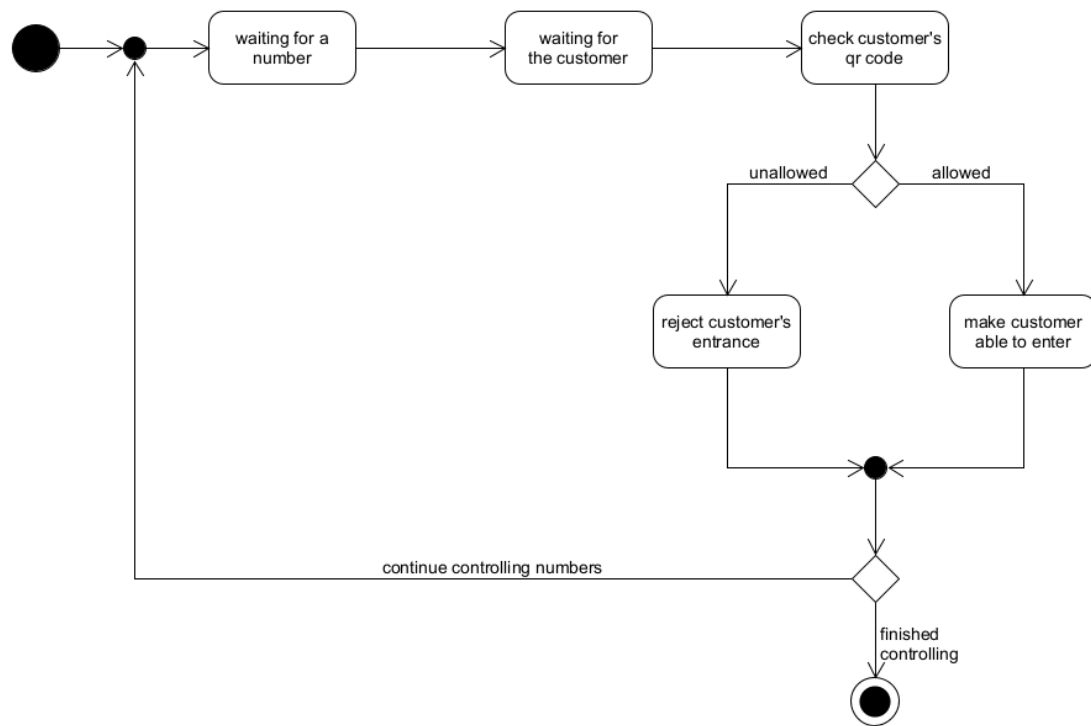 waiting for a
number
waiting for
the customer
check customer's
qr code
unallowed
allowed
reject customer's
entrance
make customer
able to enter
continue controlling numbers
finished
controlling